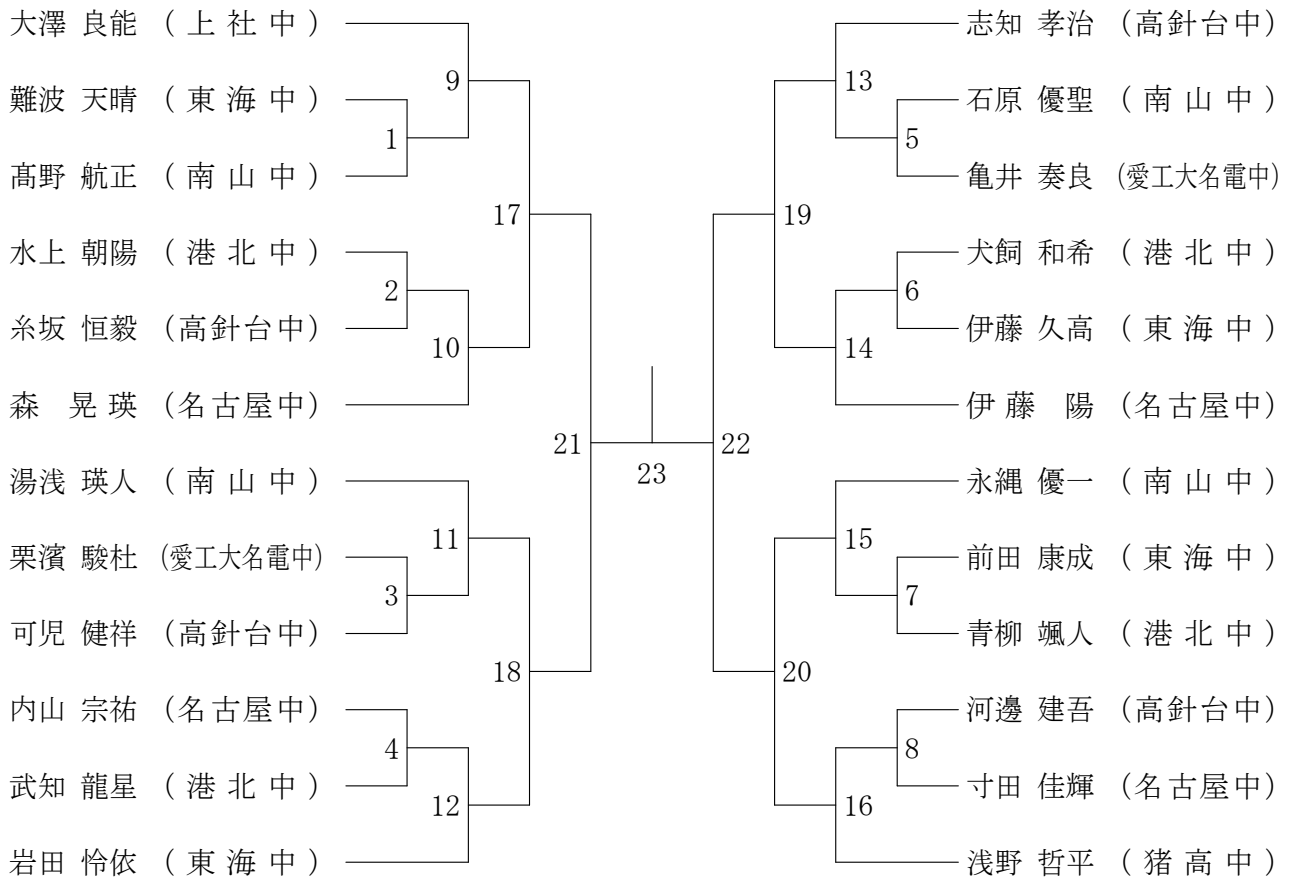 大澤 良能 （上社中）
難波 天晴 （東海中）
髙野 航正 （南山中）
水上 朝陽 （港北中）
糸坂 恒毅 （高針台中）
森 晃瑛 （名古屋中）
湯浅 瑛人 （南山中）
栗濱 駿杜 （愛工大名電中）
可児 健祥 （高針台中）
内山 宗祐 （名古屋中）
武知 龍星 （港北中）
岩田 怜依 （東海中）
1
2
3
4
9
10
11
12
17
18
21
23
22
19
20
13
14
15
16
5
6
7
8
志知 孝治 （高針台中）
石原 優聖 （南山中）
亀井 奏良 （愛工大名電中）
犬飼 和希 （港北中）
伊藤 久高 （東海中）
伊藤 陽 （名古屋中）
永縄 優一 （南山中）
前田 康成 （東海中）
青柳 颯人 （港北中）
河邊 建吾 （高針台中）
寸田 佳輝 （名古屋中）
浅野 哲平 （猪高中）